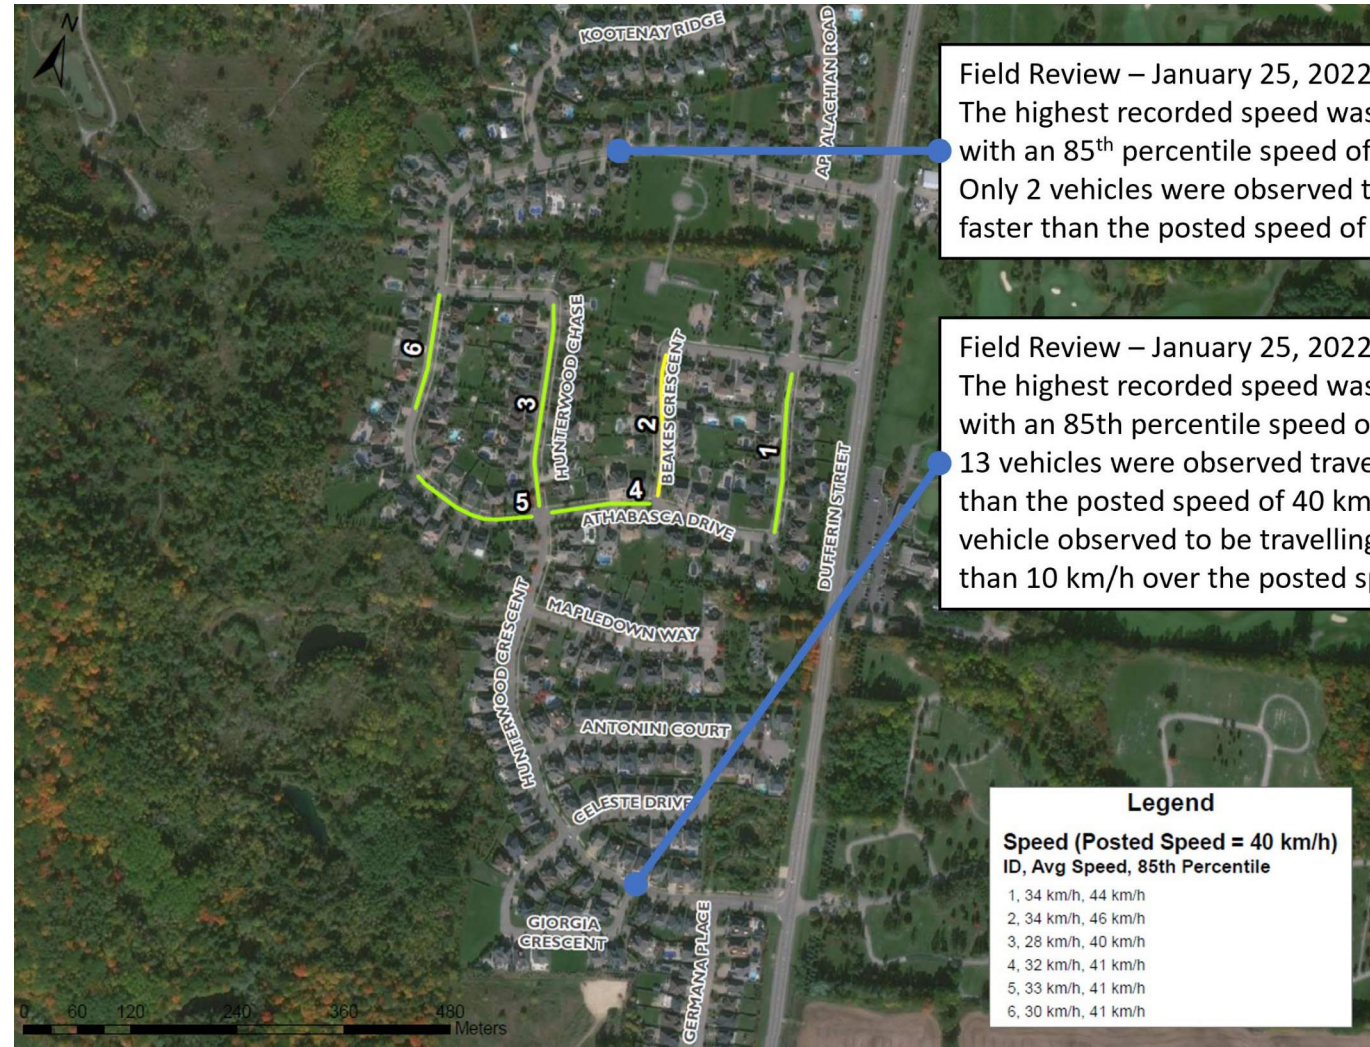 N
KOOTENAY RIDGE
APPALACHIAN ROAD
Field Review – January 25, 2022
The highest recorded speed was
with an 85th percentile speed of
Only 2 vehicles were observed t
faster than the posted speed of
6
3
HUNTERWOOD CHASE
2
BEAKES CRESCENT
1
5
4
ATHABASCA DRIVE
DUFFERIN STREET
Field Review – January 25, 2022
The highest recorded speed was
with an 85th percentile speed o
13 vehicles were observed trave
than the posted speed of 40 km
vehicle observed to be travelling
than 10 km/h over the posted sp
HUNTERWOOD CRESCENT
MAPLEDOWN WAY
ANTONINI COURT
CELESTE DRIVE
GIORGIA
CRESCENT
GERMANA PLACE
Legend
Speed (Posted Speed = 40 km/h)
ID, Avg Speed, 85th Percentile
1, 34 km/h, 44 km/h
2, 34 km/h, 46 km/h
3, 28 km/h, 40 km/h
4, 32 km/h, 41 km/h
5, 33 km/h, 41 km/h
6, 30 km/h, 41 km/h
0 60 120 240 360 480
Meters